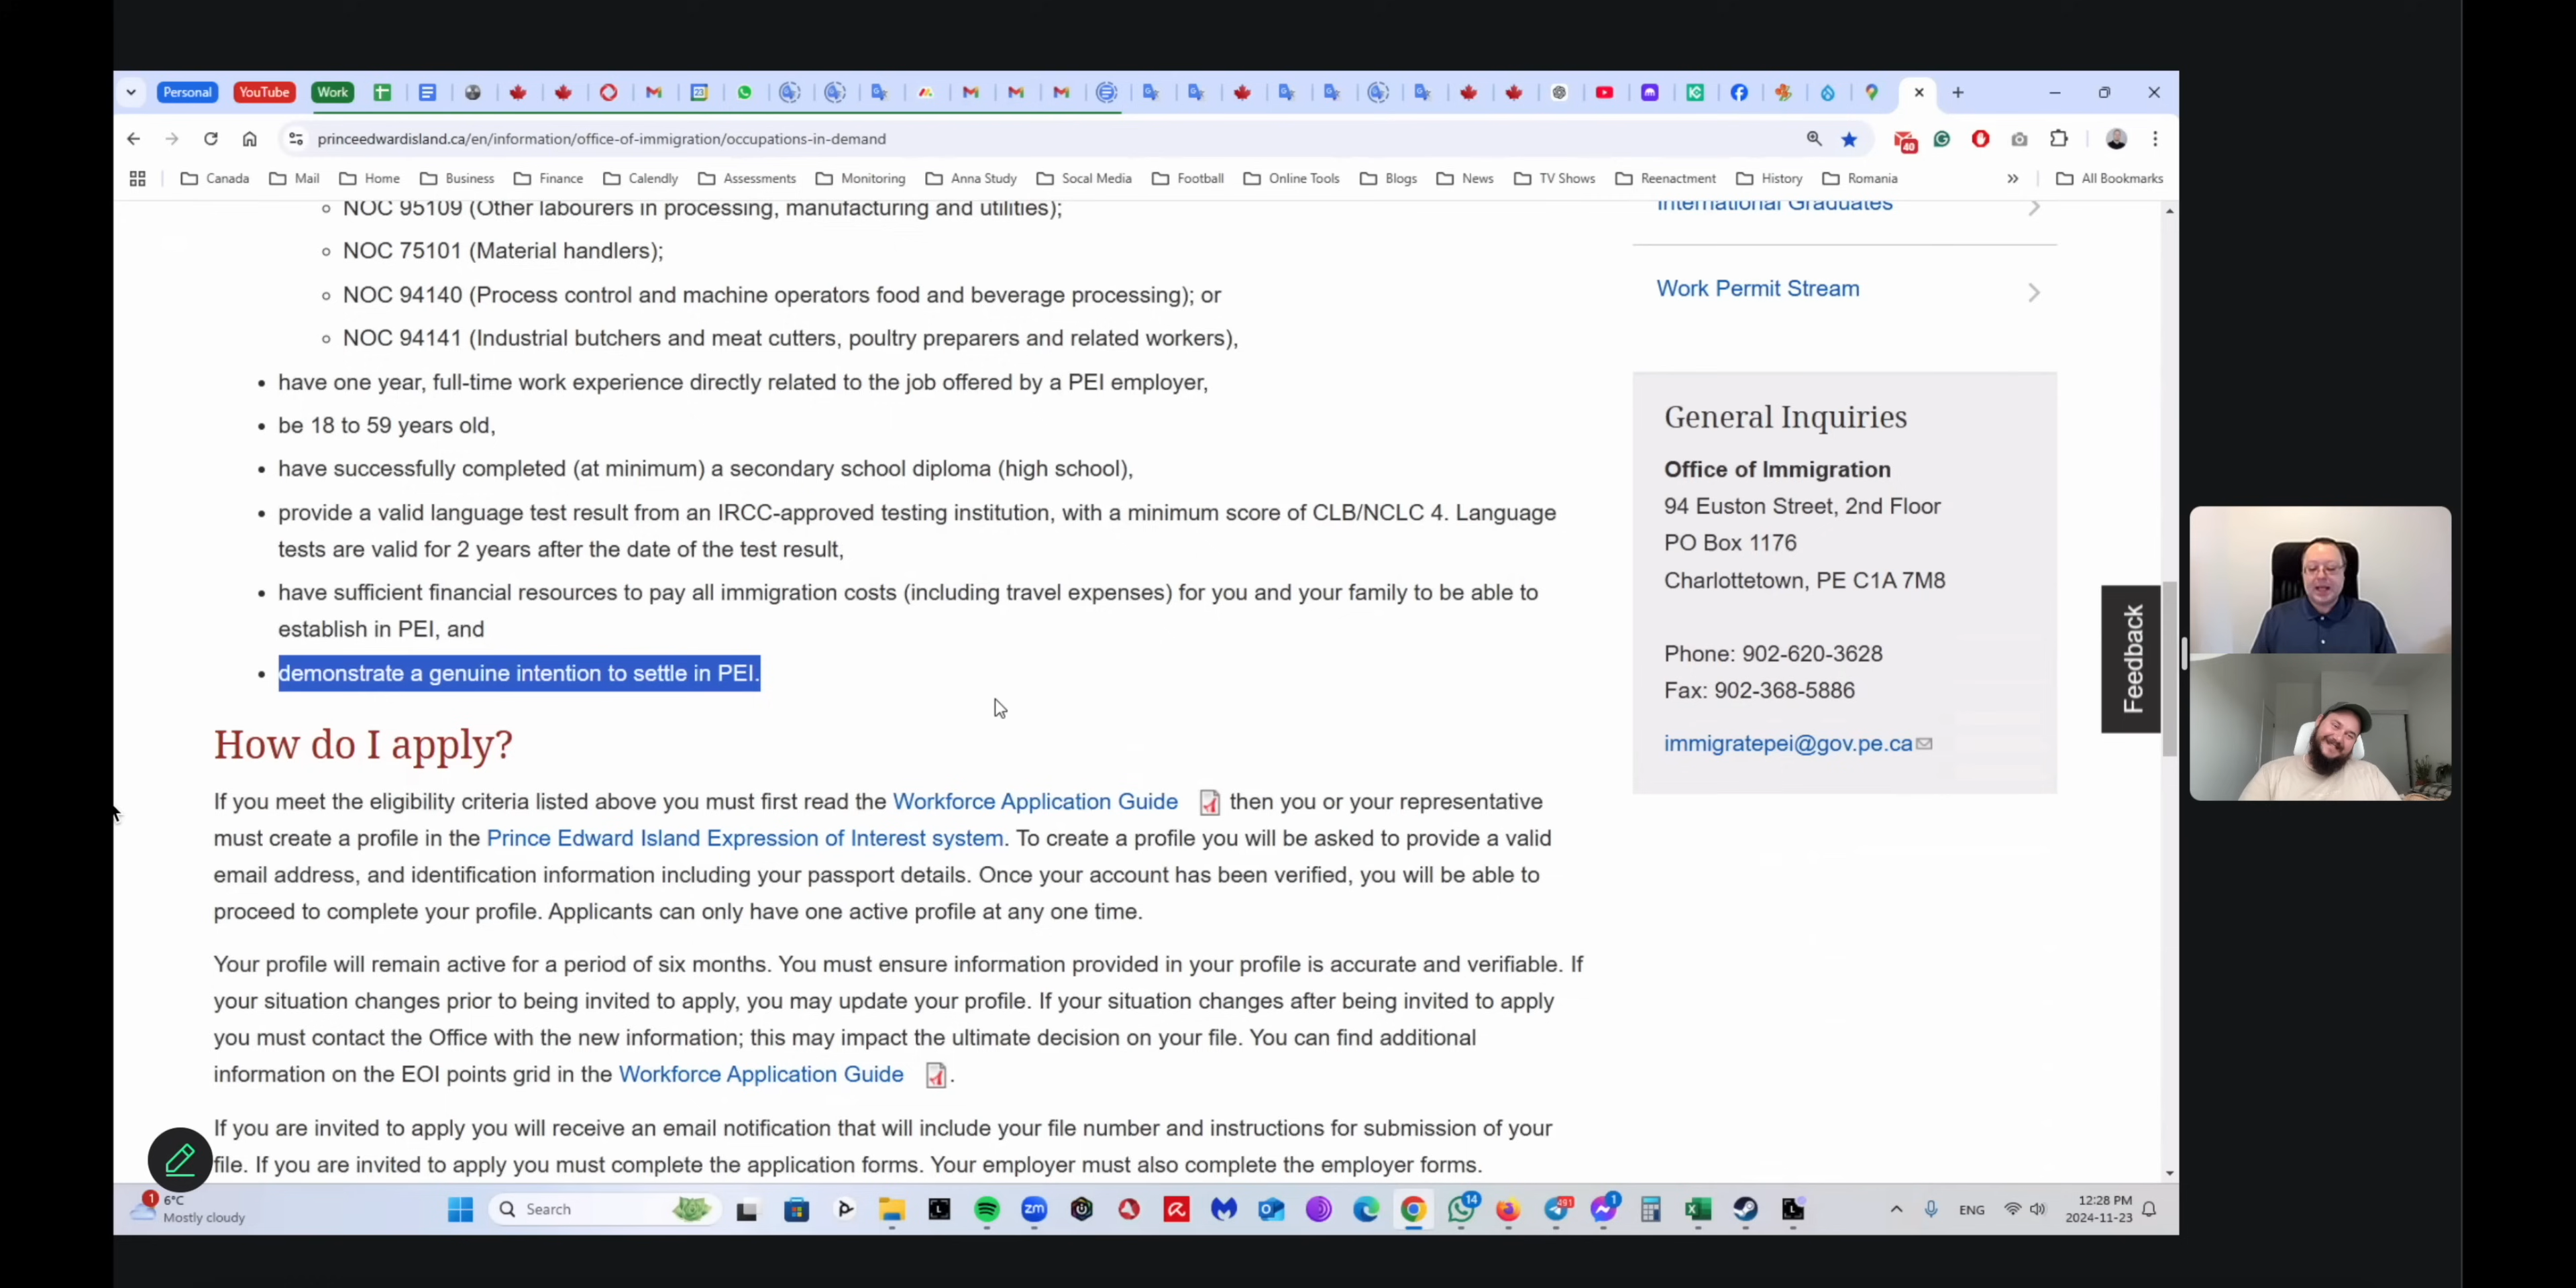 Personal YouTube Work
princeedwardisland.ca/en/information/office-of-immigration/occupations-in-demand
40
Canada Mail Home Business Finance Calendly Assessments Monitoring Anna Study Socal Media Football Online Tools Blogs News TV Shows Reenactment History Romania » All Bookmarks
NOC 95109 (Other labourers in processing, manufacturing and utilities);
NOC 75101 (Material handlers);
NOC 94140 (Process control and machine operators food and beverage processing); or
NOC 94141 (Industrial butchers and meat cutters, poultry preparers and related workers),
have one year, full-time work experience directly related to the job offered by a PEI employer,
be 18 to 59 years old,
have successfully completed (at minimum) a secondary school diploma (high school),
provide a valid language test result from an IRCC-approved testing institution, with a minimum score of CLB/NCLC 4. Language
tests are valid for 2 years after the date of the test result,
have sufficient financial resources to pay all immigration costs (including travel expenses) for you and your family to be able to
establish in PEI, and
demonstrate a genuine intention to settle in PEI.
How do I apply?
If you meet the eligibility criteria listed above you must first read the Workforce Application Guide then you or your representative
must create a profile in the Prince Edward Island Expression of Interest system. To create a profile you will be asked to provide a valid
email address, and identification information including your passport details. Once your account has been verified, you will be able to
proceed to complete your profile. Applicants can only have one active profile at any one time.
Your profile will remain active for a period of six months. You must ensure information provided in your profile is accurate and verifiable. If
your situation changes prior to being invited to apply, you may update your profile. If your situation changes after being invited to apply
you must contact the Office with the new information; this may impact the ultimate decision on your file. You can find additional
information on the EOI points grid in the Workforce Application Guide .
If you are invited to apply you will receive an email notification that will include your file number and instructions for submission of your
file. If you are invited to apply you must complete the application forms. Your employer must also complete the employer forms.
International Graduates
Work Permit Stream
General Inquiries
Office of Immigration
94 Euston Street, 2nd Floor
PO Box 1176
Charlottetown, PE C1A 7M8
Phone: 902-620-3628
Fax: 902-368-5886
immigratepei@gov.pe.ca
Feedback
1
6°C
Mostly cloudy
Search
zm
14
491
1
ENG
12:28 PM
2024-11-23